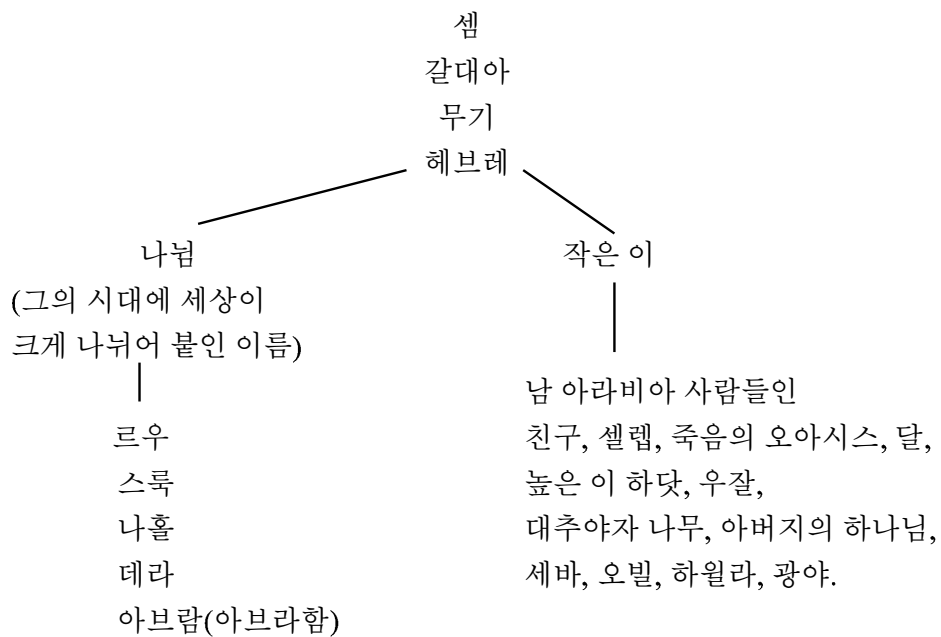 셈
갈대아
무기
헤브레
나뉨
(그의 시대에 세상이
크게 나뉘어 붙인 이름)
르우
스룩
나홀
데라
아브람(아브라함)
작은 이
남 아라비아 사람들인
친구, 셀렙, 죽음의 오아시스, 달,
높은 이 하닷, 우잘,
대추야자 나무, 아버지의 하나님,
세바, 오빌, 하윌라, 광야.